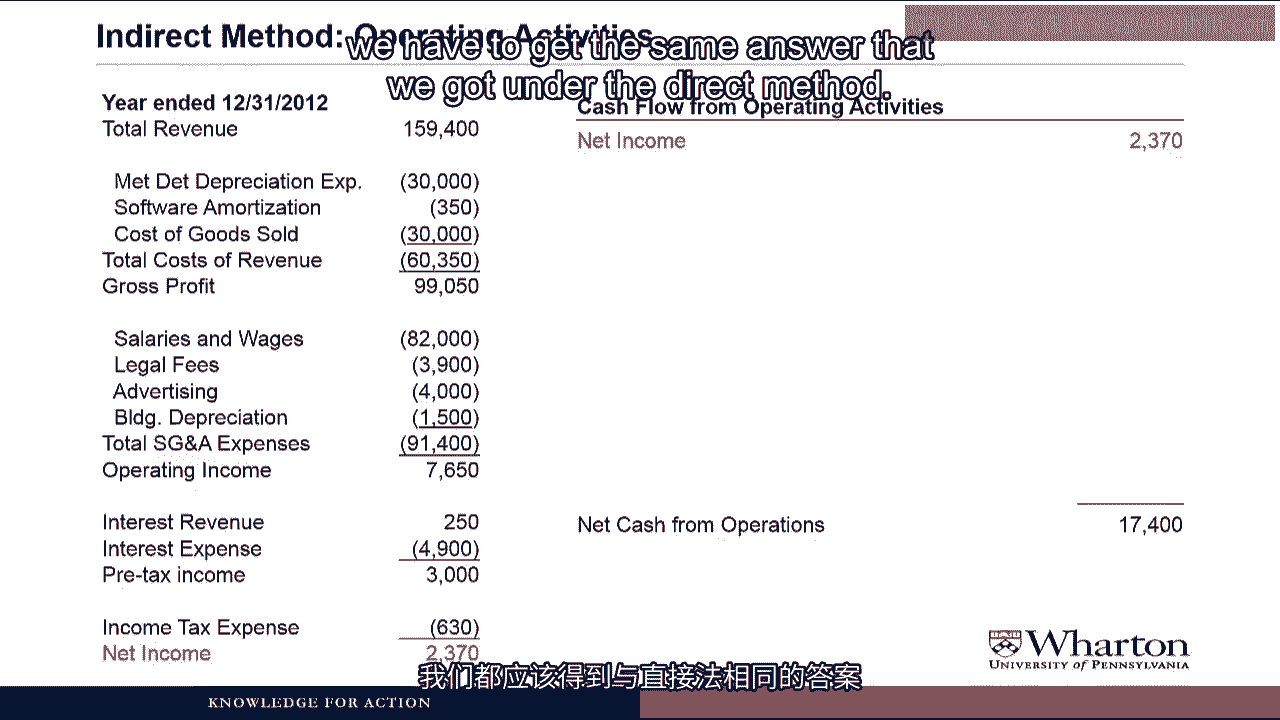 Indirect Method: Operating Activities
we have to get the same answer that
we got under the direct method.
Year ended 12/31/2012
Total Revenue 159,400
Met Det Depreciation Exp. (30,000)
Software Amortization (350)
Cost of Goods Sold (30,000)
Total Costs of Revenue (60,350)
Gross Profit 99,050
Salaries and Wages (82,000)
Legal Fees (3,900)
Advertising (4,000)
Bldg. Depreciation (1,500)
Total SG&A Expenses (91,400)
Operating Income 7,650
Interest Revenue 250
Interest Expense (4,900)
Pre-tax income 3,000
Income Tax Expense (630)
Net Income 2,370
Cash Flow from Operating Activities
Net Income 2,370
Net Cash from Operations 17,400
我们都应该得到与直接法相同的答案
Wharton
UNIVERSITY OF PENNSYLVANIA
KNOWLEDGE FOR ACTION